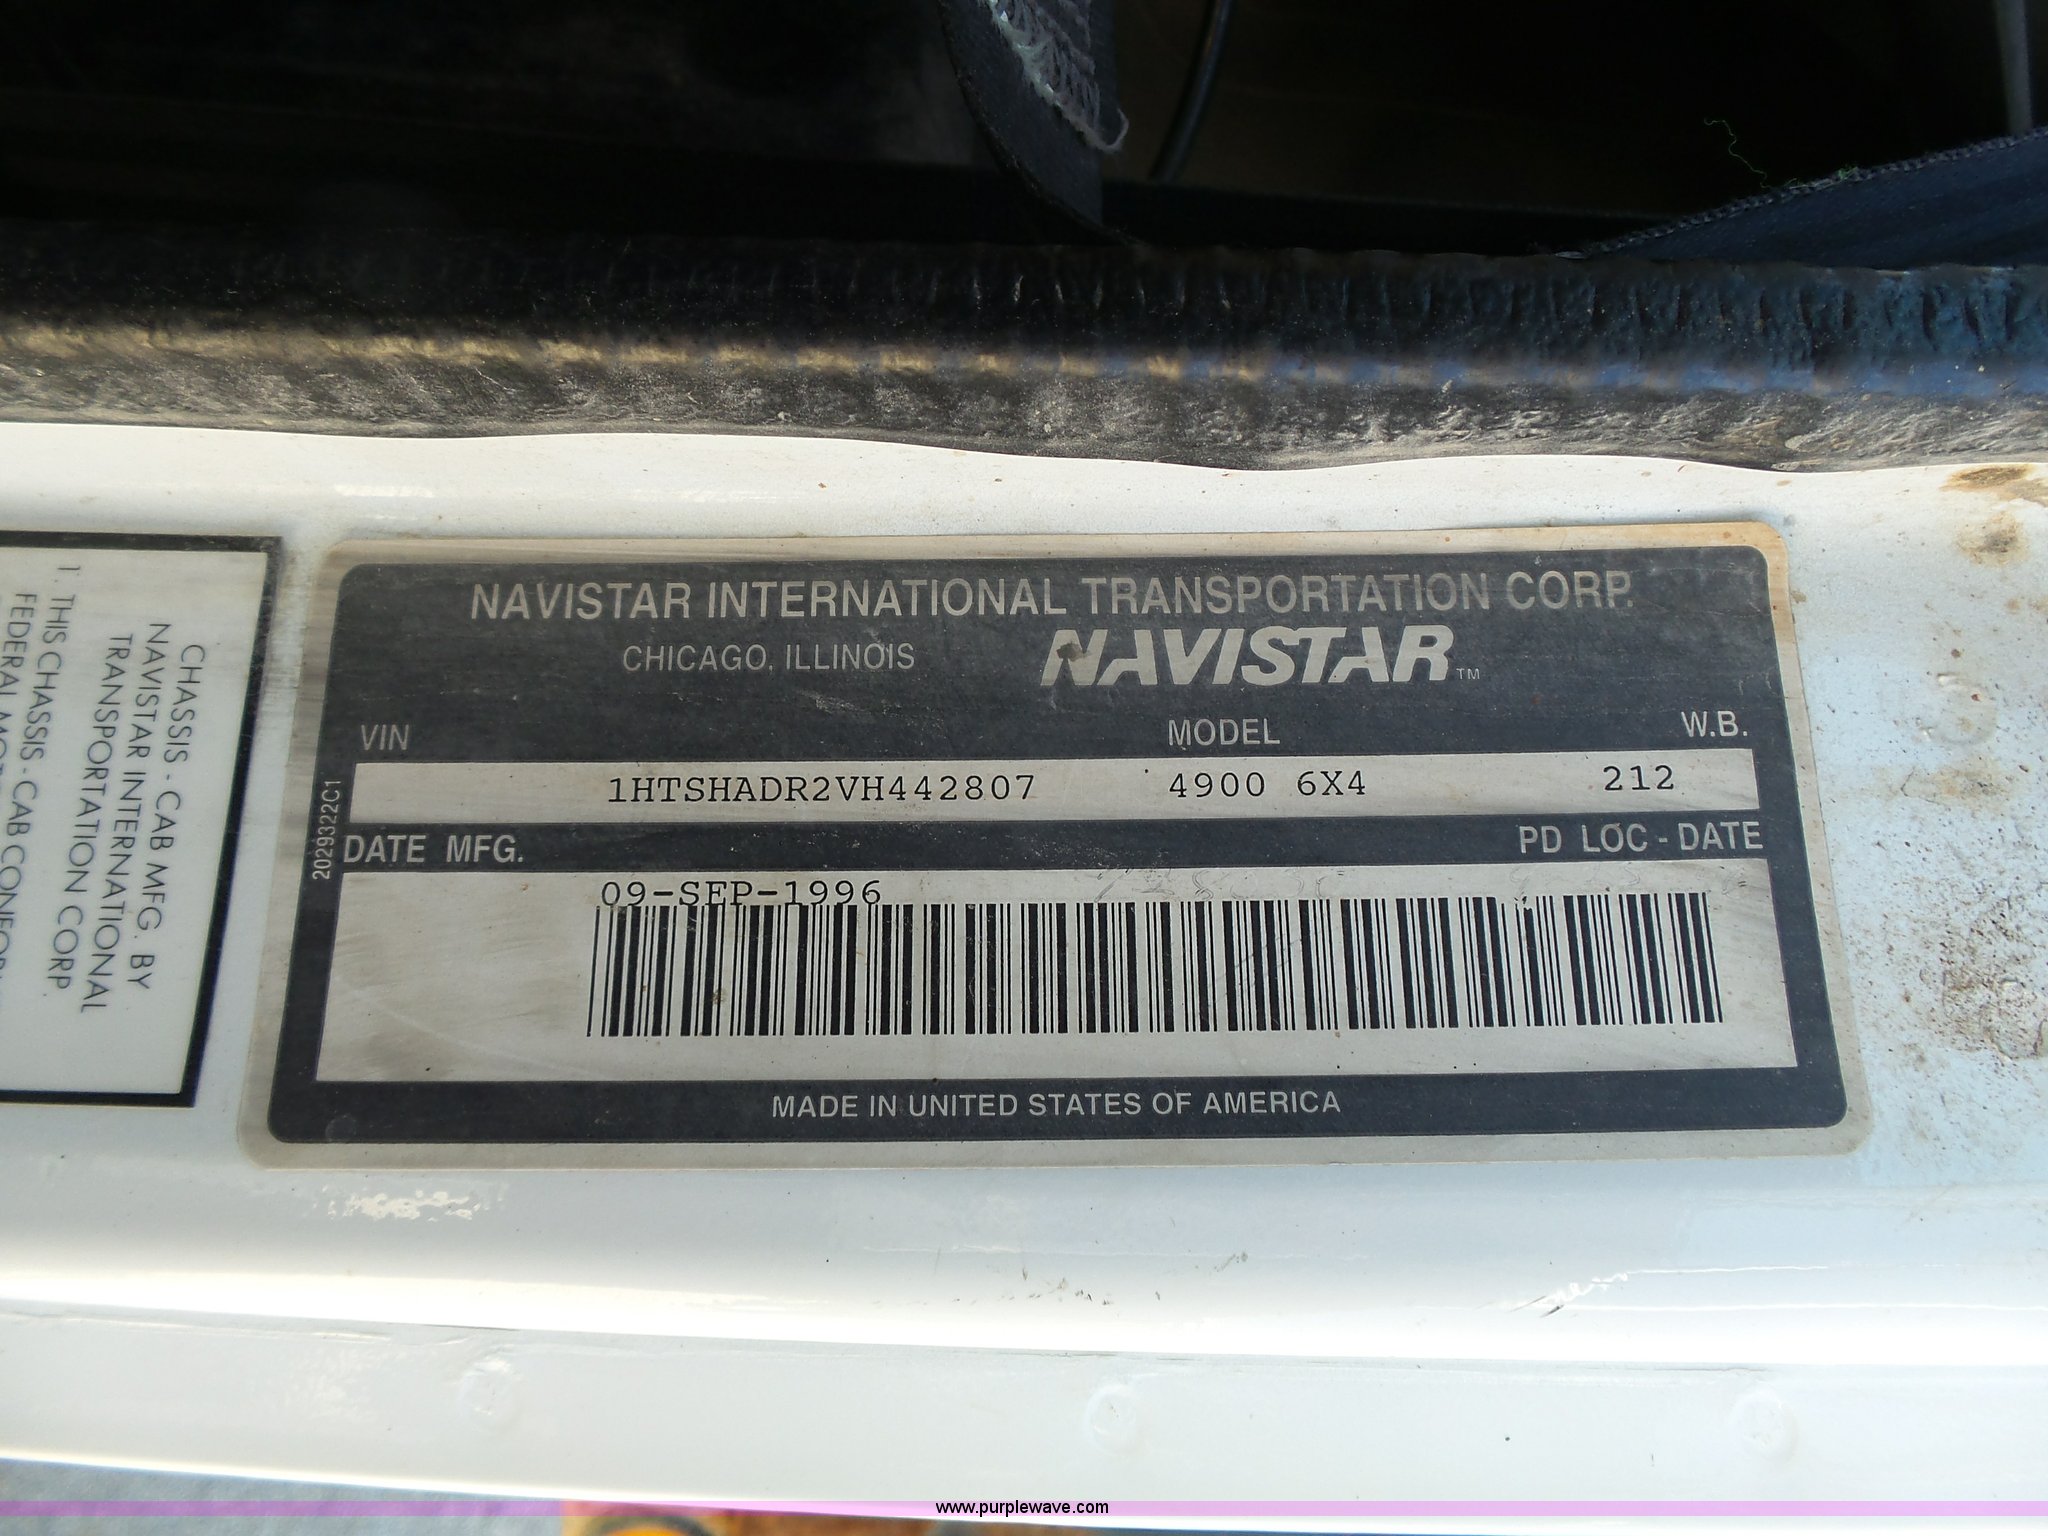 NAVISTAR INTERNATIONAL TRANSPORTATION CORP.
CHICAGO, ILLINOIS NAVISTAR TM
VIN MODEL W.B.
1HTSHADR2VH442807 4900 6X4 212
2029322C1
DATE MFG. PD LOC - DATE
09-SEP-1996
MADE IN UNITED STATES OF AMERICA
CHASSIS - CAB MFG. BY
NAVISTAR INTERNATIONAL
TRANSPORTATION CORP.
1. THIS CHASSIS - CAB
FEDERAL
www.purplewave.com